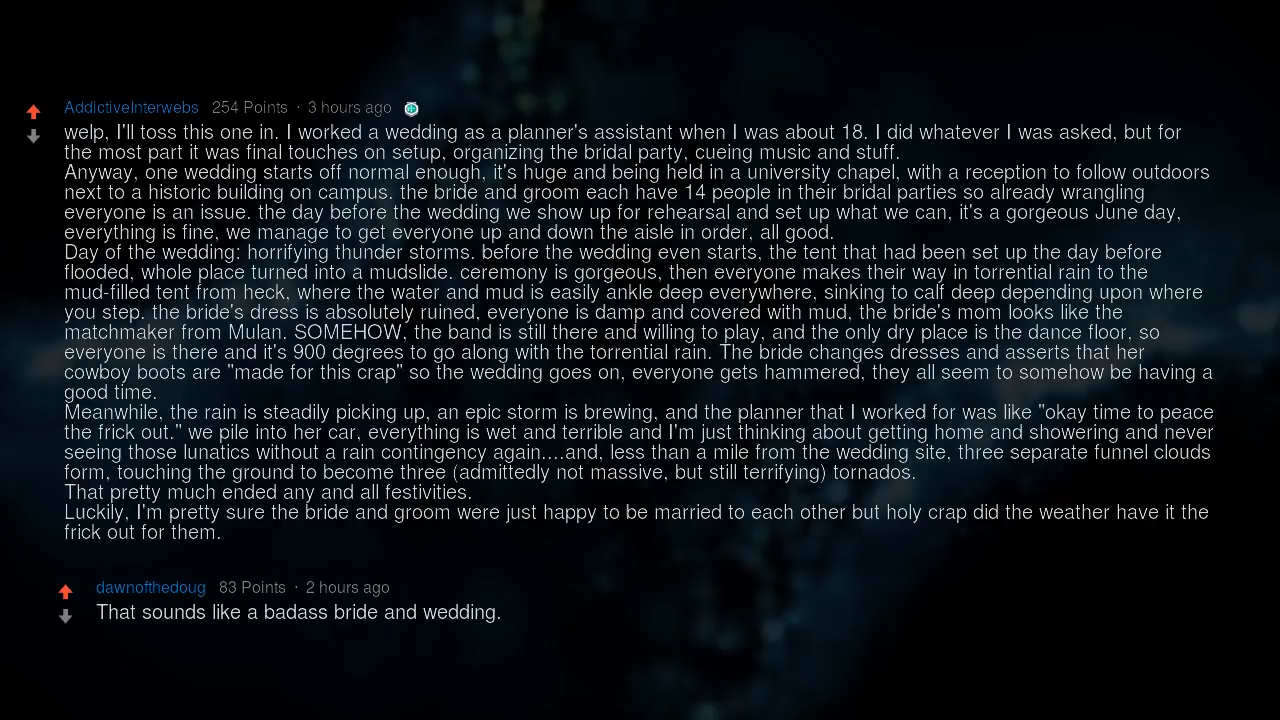 AddictiveInterwebs 254 Points · 3 hours ago
welp, I'll toss this one in. I worked a wedding as a planner's assistant when I was about 18. I did whatever I was asked, but for
the most part it was final touches on setup, organizing the bridal party, cueing music and stuff.
Anyway, one wedding starts off normal enough, it's huge and being held in a university chapel, with a reception to follow outdoors
next to a historic building on campus. the bride and groom each have 14 people in their bridal parties so already wrangling
everyone is an issue. the day before the wedding we show up for rehearsal and set up what we can, it's a gorgeous June day,
everything is fine, we manage to get everyone up and down the aisle in order, all good.
Day of the wedding: horrifying thunder storms. before the wedding even starts, the tent that had been set up the day before
flooded, whole place turned into a mudslide. ceremony is gorgeous, then everyone makes their way in torrential rain to the
mud-filled tent from heck, where the water and mud is easily ankle deep everywhere, sinking to calf deep depending upon where
you step. the bride's dress is absolutely ruined, everyone is damp and covered with mud, the bride's mom looks like the
matchmaker from Mulan. SOMEHOW, the band is still there and willing to play, and the only dry place is the dance floor, so
everyone is there and it's 900 degrees to go along with the torrential rain. The bride changes dresses and asserts that her
cowboy boots are "made for this crap" so the wedding goes on, everyone gets hammered, they all seem to somehow be having a
good time.
Meanwhile, the rain is steadily picking up, an epic storm is brewing, and the planner that I worked for was like "okay time to peace
the frick out." we pile into her car, everything is wet and terrible and I'm just thinking about getting home and showering and never
seeing those lunatics without a rain contingency again....and, less than a mile from the wedding site, three separate funnel clouds
form, touching the ground to become three (admittedly not massive, but still terrifying) tornados.
That pretty much ended any and all festivities.
Luckily, I'm pretty sure the bride and groom were just happy to be married to each other but holy crap did the weather have it the
frick out for them.
dawnofthedoug 83 Points · 2 hours ago
That sounds like a badass bride and wedding.